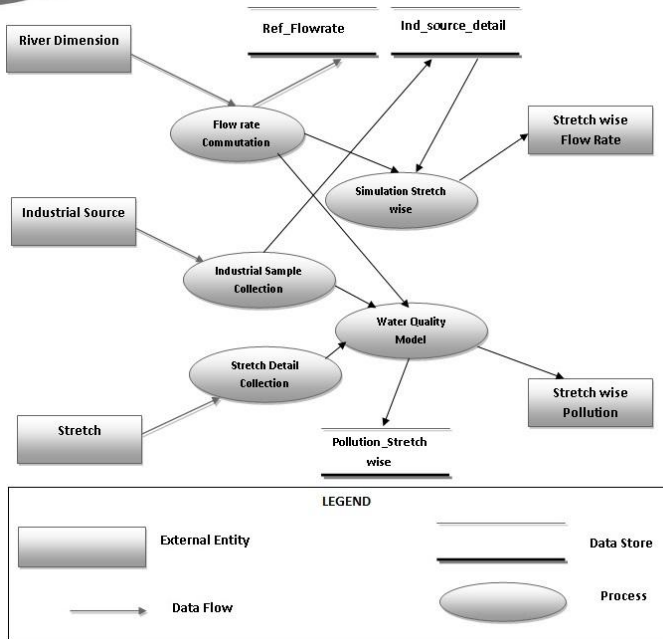 Ref_Flowrate
Ind_source_detail
River Dimension
Flow rate
Commutation
Stretch wise
Flow Rate
Simulation Stretch
wise
Industrial Source
Industrial Sample
Collection
Water Quality
Model
Stretch Detail
Collection
Stretch wise
Pollution
Stretch
Pollution_Stretch
wise
LEGEND
External Entity
Data Store
Data Flow
Process